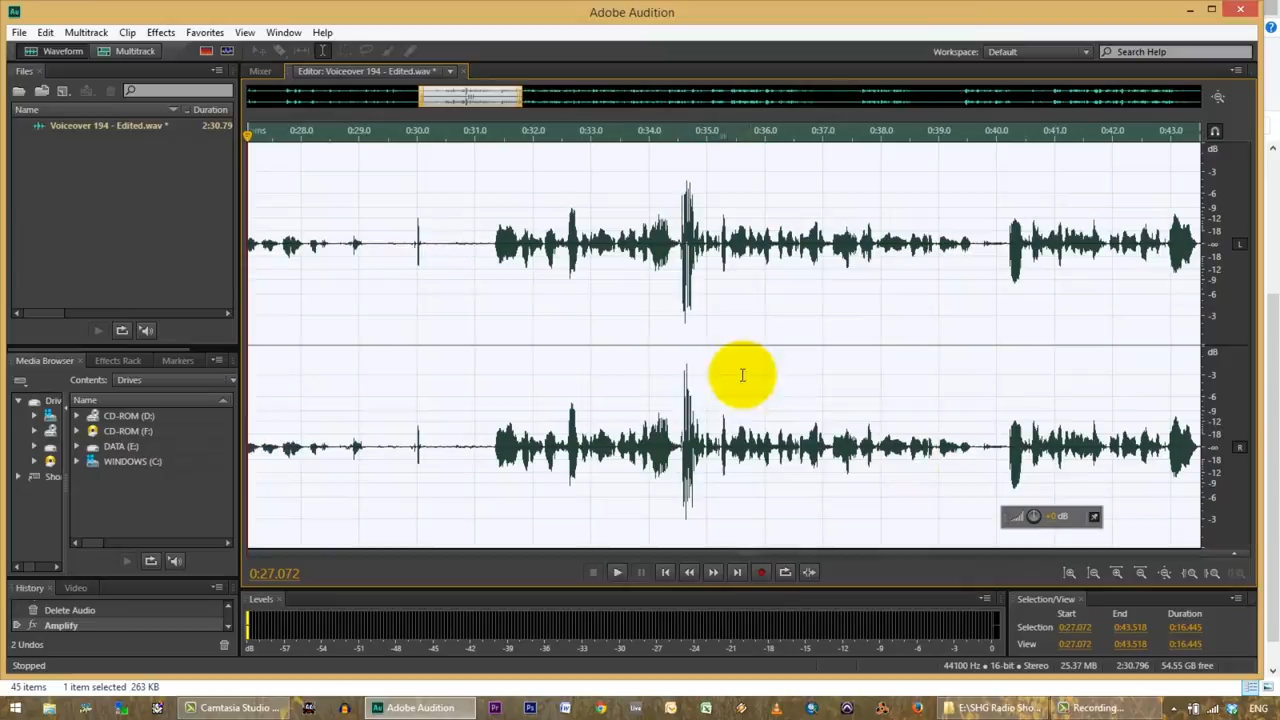 Adobe Audition
File Edit Multitrack Clip Effects Favorites View Window Help
Waveform Multitrack Workspace: Default Search Help
Files Mixer Editor: Voiceover 194 - Edited.wav *
Name Duration
Voiceover 194 - Edited.wav * 2:30.79
hms 0:28.0 0:29.0 0:30.0 0:31.0 0:32.0 0:33.0 0:34.0 0:35.0 0:36.0 0:37.0 0:38.0 0:39.0 0:40.0 0:41.0 0:42.0 0:43.0
dB
-3
-6
-9
-12
-18
-∞ L
-18
-12
-9
-6
-3
Media Browser Effects Rack Markers
Contents: Drives
Name
Driv
CD-ROM (D:)
CD-ROM (F:)
DATA (E:)
WINDOWS (C:)
Sho
dB
-3
-6
-9
-12
-18
-∞ R
-18
-12
-9
-6
-3
+0 dB
0:27.072
History Video
Delete Audio
fx Amplify
2 Undos
Stopped
Levels
dB -57 -54 -51 -48 -45 -42 -39 -36 -33 -30 -27 -24 -21 -18 -15 -12 -9 -6 -3 0
Selection/View
Start End Duration
Selection 0:27.072 0:43.518 0:16.445
View 0:27.072 0:43.518 0:16.445
44100 Hz • 16-bit • Stereo 25.37 MB 2:30.796 54.55 GB free
45 items 1 item selected 263 KB
Camtasia Studio ... Adobe Audition E:\SHG Radio Sho... Recording... ENG